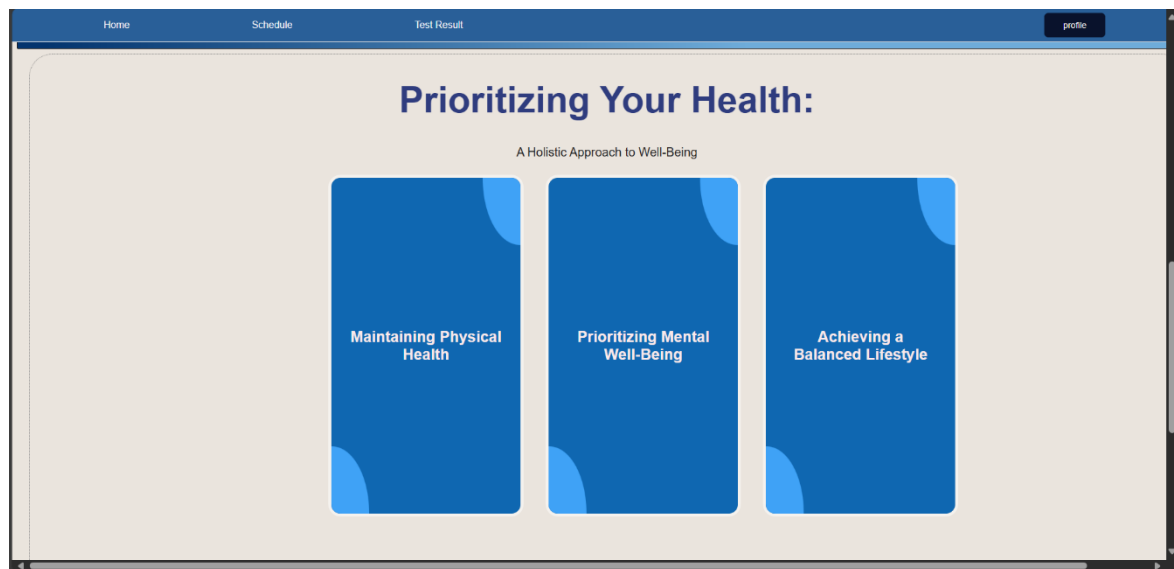 Home Schedule Test Result profile
Prioritizing Your Health:
A Holistic Approach to Well-Being
Maintaining Physical
Health
Prioritizing Mental
Well-Being
Achieving a
Balanced Lifestyle